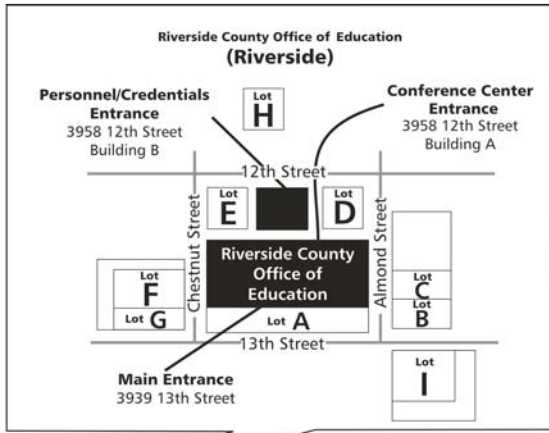 Riverside County Office of Education
(Riverside)
Personnel/Credentials
Entrance
3958 12th Street
Building B
Lot
H
Conference Center
Entrance
3958 12th Street
Building A
12th Street
Lot
E
Lot
D
Chestnut Street
Almond Street
Riverside County
Office of
Education
Lot
F
Lot G
Lot A
Lot
C
Lot
B
13th Street
Main Entrance
3939 13th Street
Lot
I